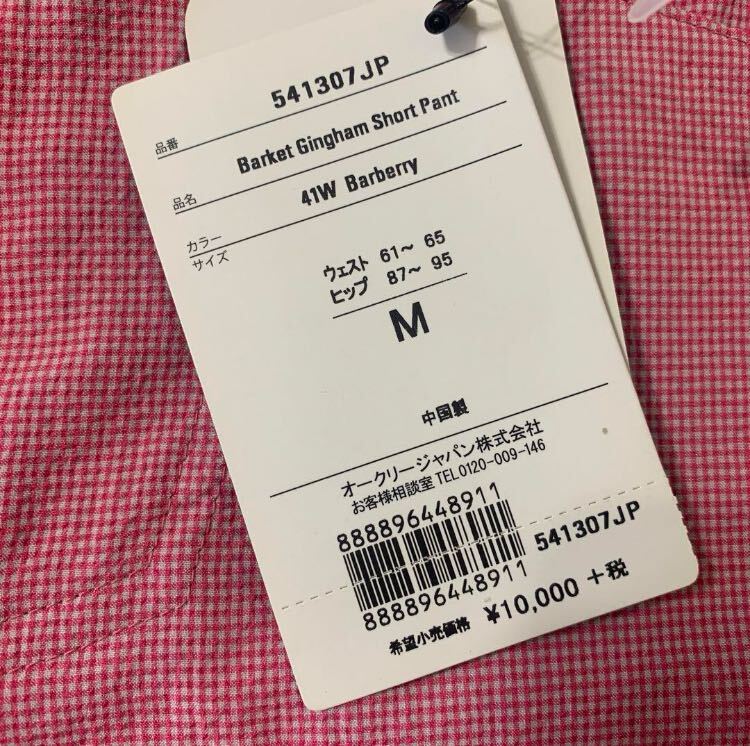 541307JP
品番
Barket Gingham Short Pant
品名
41W Barberry
カラー
サイズ
ウェスト 61〜 65
ヒップ 87〜 95
M
中国製
オークリージャパン株式会社
お客様相談室 TEL0120-009-146
888896448911
541307JP
888896448911
希望小売価格 ¥10,000 +税